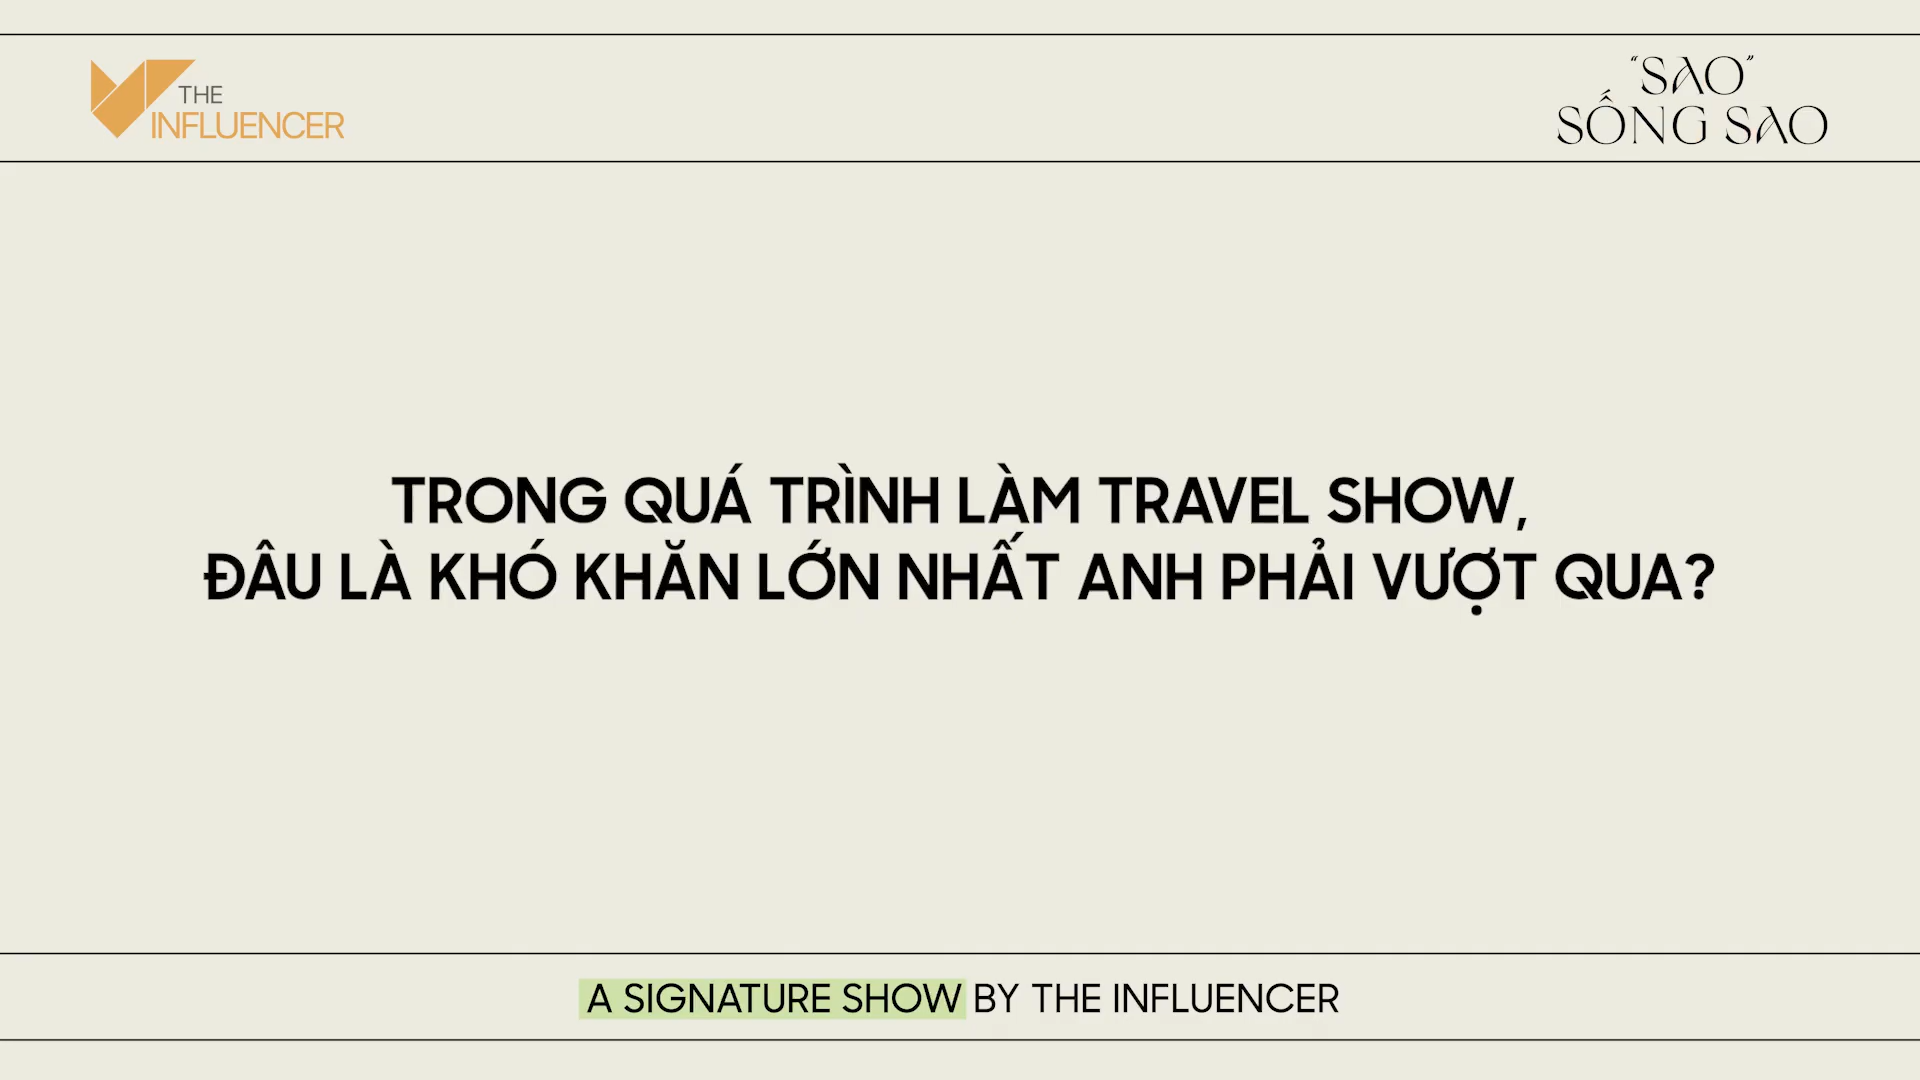 THE
INFLUENCER
“SAO”
SỐNG SAO
TRONG QUÁ TRÌNH LÀM TRAVEL SHOW,
ĐÂU LÀ KHÓ KHĂN LỚN NHẤT ANH PHẢI VƯỢT QUA?
A SIGNATURE SHOW BY THE INFLUENCER